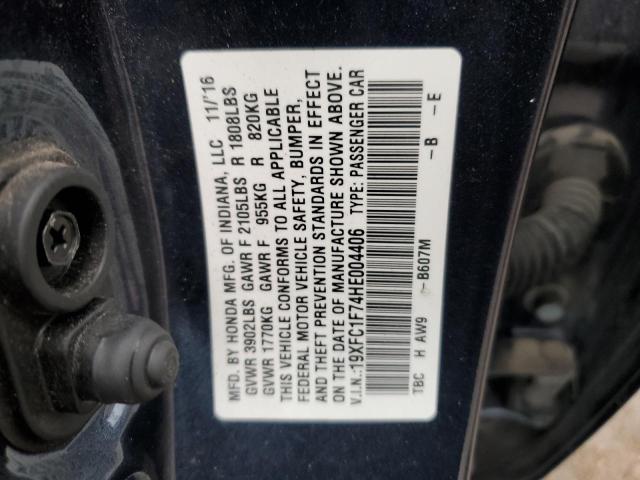 MFD. BY HONDA MFG. OF INDIANA, LLC 11/'16
GVWR 3902LBS GAWR F 2105LBS R 1808LBS
GVWR 1770KG GAWR F 955KG R 820KG
THIS VEHICLE CONFORMS TO ALL APPLICABLE
FEDERAL MOTOR VEHICLE SAFETY, BUMPER,
AND THEFT PREVENTION STANDARDS IN EFFECT
ON THE DATE OF MANUFACTURE SHOWN ABOVE.
V.I.N.:19XFC1F74HE004406 TYPE: PASSENGER CAR
TBC H AW9 - B607M -B -E